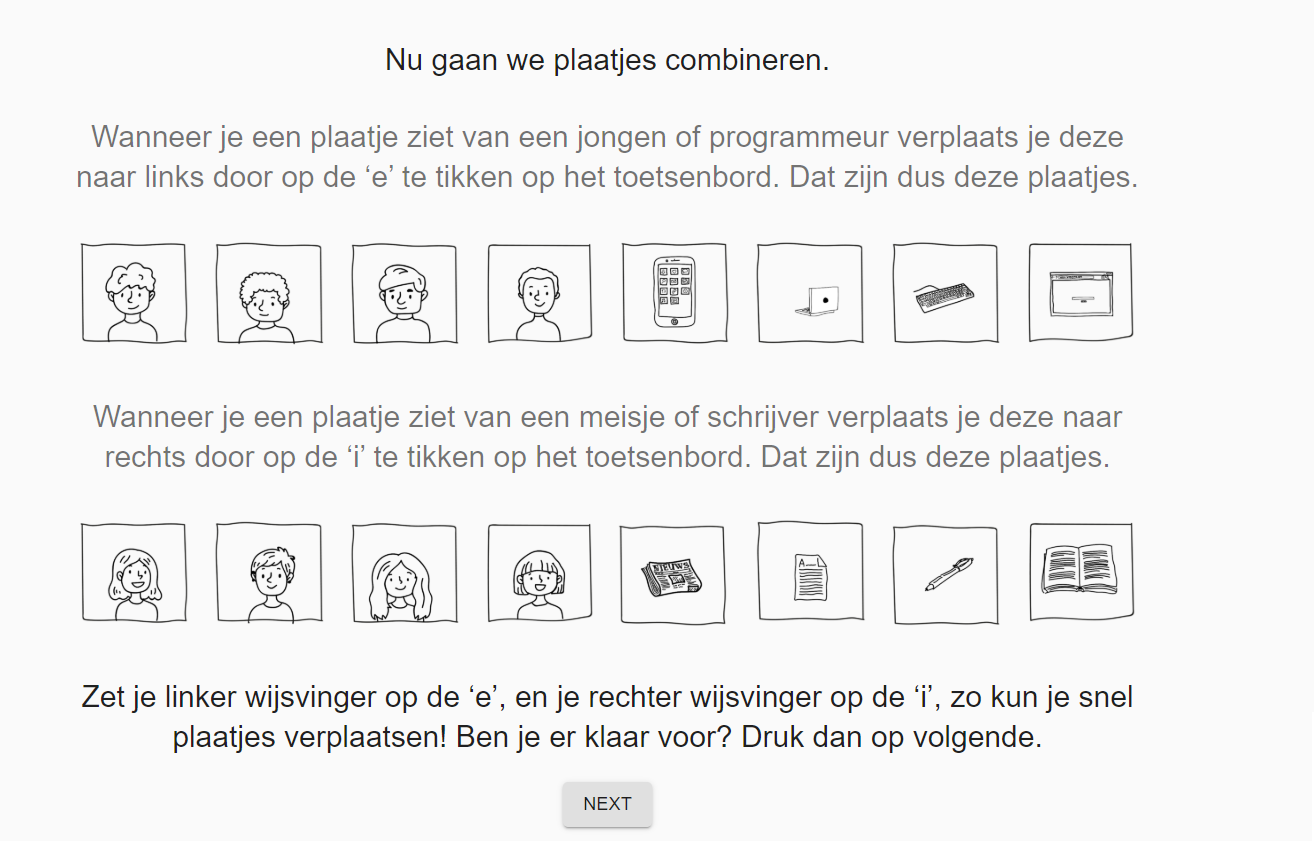 Nu gaan we plaatjes combineren.
Wanneer je een plaatje ziet van een jongen of programmeur verplaats je deze
naar links door op de ‘e’ te tikken op het toetsenbord. Dat zijn dus deze plaatjes.
Wanneer je een plaatje ziet van een meisje of schrijver verplaats je deze naar
rechts door op de ‘i’ te tikken op het toetsenbord. Dat zijn dus deze plaatjes.
NIEUWS
A
Zet je linker wijsvinger op de ‘e’, en je rechter wijsvinger op de ‘i’, zo kun je snel
plaatjes verplaatsen! Ben je er klaar voor? Druk dan op volgende.
NEXT